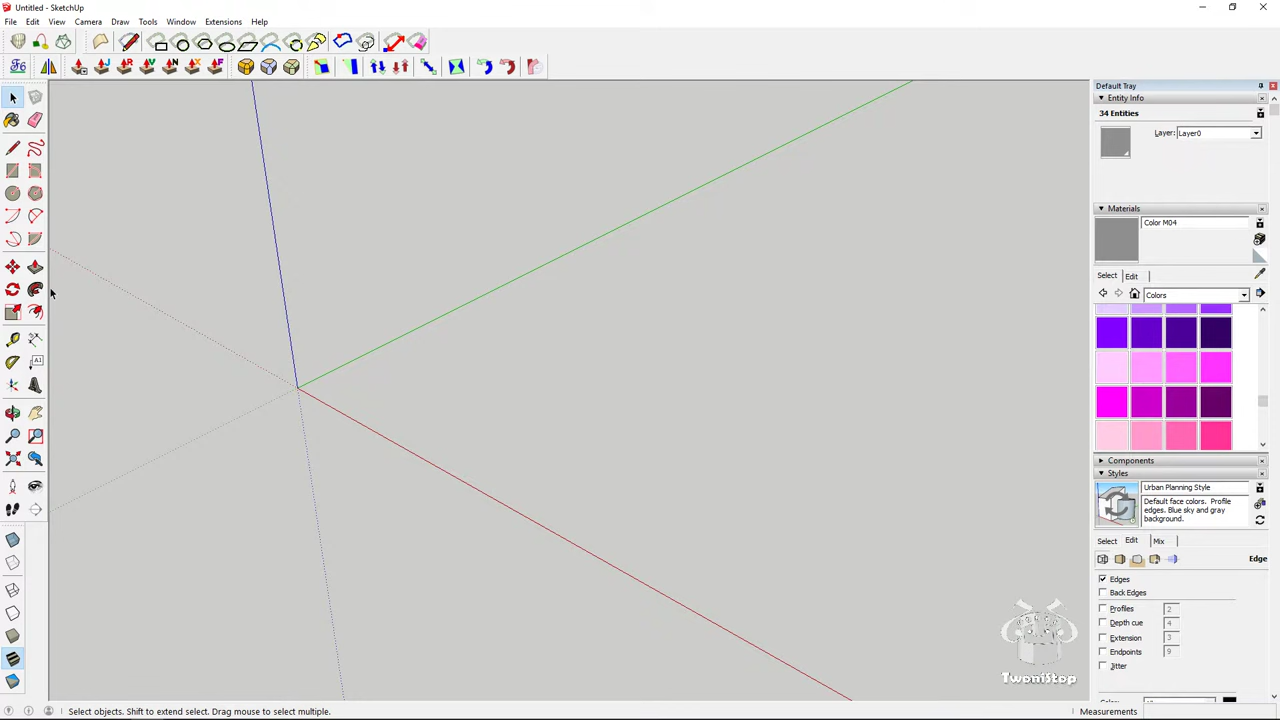 Untitled - SketchUp
File Edit View Camera Draw Tools Window Extensions Help
Default Tray
Entity Info
34 Entities
Layer: Layer0
Materials
Color M04
Select Edit
Colors
Components
Styles
Urban Planning Style
Default face colors. Profile
edges. Blue sky and gray
background.
Select Edit Mix
Edge
Edges
Back Edges
Profiles 2
Depth cue 4
Extension 3
Endpoints 9
Jitter
TwoniStop
Select objects. Shift to extend select. Drag mouse to select multiple.
Measurements